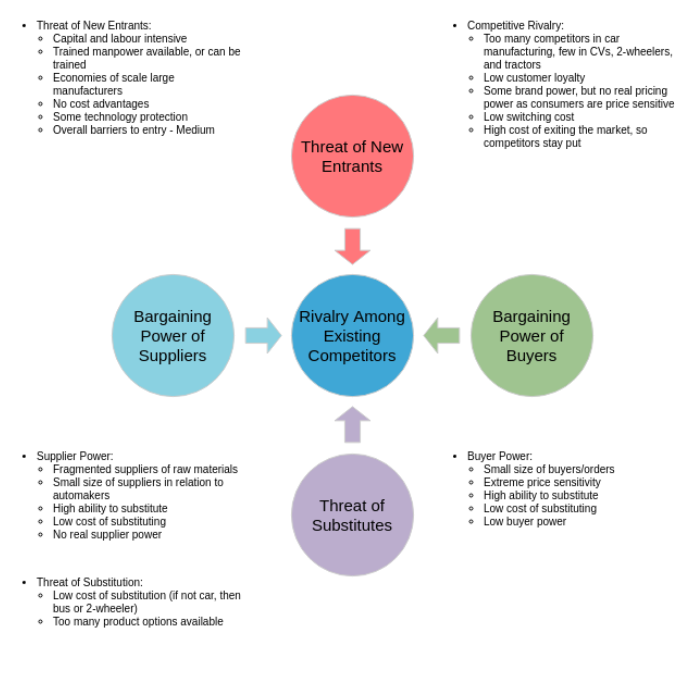 Threat of New Entrants:
Capital and labour intensive
Trained manpower available, or can be
trained
Economies of scale large
manufacturers
No cost advantages
Some technology protection
Overall barriers to entry - Medium
Competitive Rivalry:
Too many competitors in car
manufacturing, few in CVs, 2-wheelers,
and tractors
Low customer loyalty
Some brand power, but no real pricing
power as consumers are price sensitive
Low switching cost
High cost of exiting the market, so
competitors stay put
Threat of New
Entrants
Bargaining
Power of
Suppliers
Rivalry Among
Existing
Competitors
Bargaining
Power of
Buyers
Threat of
Substitutes
Supplier Power:
Fragmented suppliers of raw materials
Small size of suppliers in relation to
automakers
High ability to substitute
Low cost of substituting
No real supplier power
Buyer Power:
Small size of buyers/orders
Extreme price sensitivity
High ability to substitute
Low cost of substituting
Low buyer power
Threat of Substitution:
Low cost of substitution (if not car, then
bus or 2-wheeler)
Too many product options available